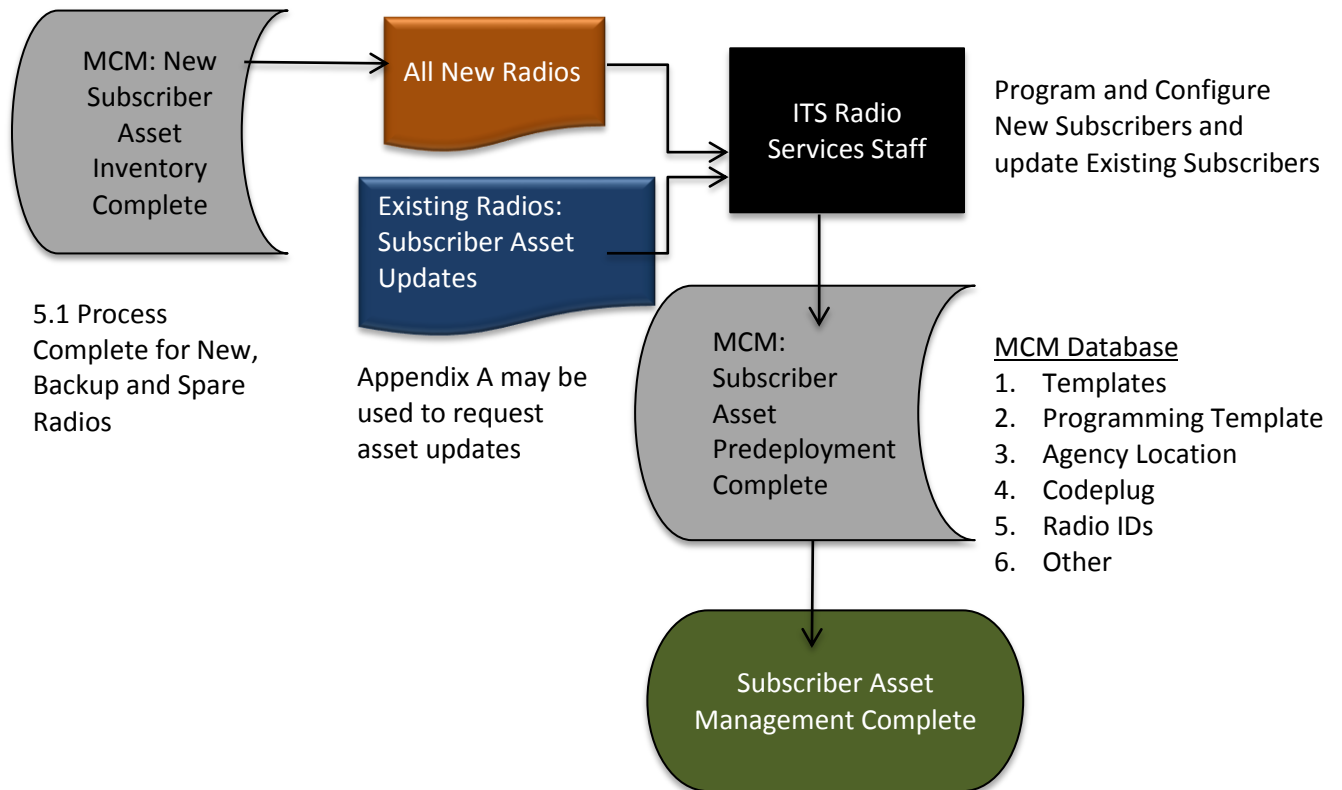 MCM: New
Subscriber
Asset
Inventory
Complete
All New Radios
ITS Radio
Services Staff
Program and Configure
New Subscribers and
update Existing Subscribers
Existing Radios:
Subscriber Asset
Updates
5.1 Process
Complete for New,
Backup and Spare
Radios
Appendix A may be
used to request
asset updates
MCM:
Subscriber
Asset
Predeployment
Complete
MCM Database
1. Templates
2. Programming Template
3. Agency Location
4. Codeplug
5. Radio IDs
6. Other
Subscriber Asset
Management Complete